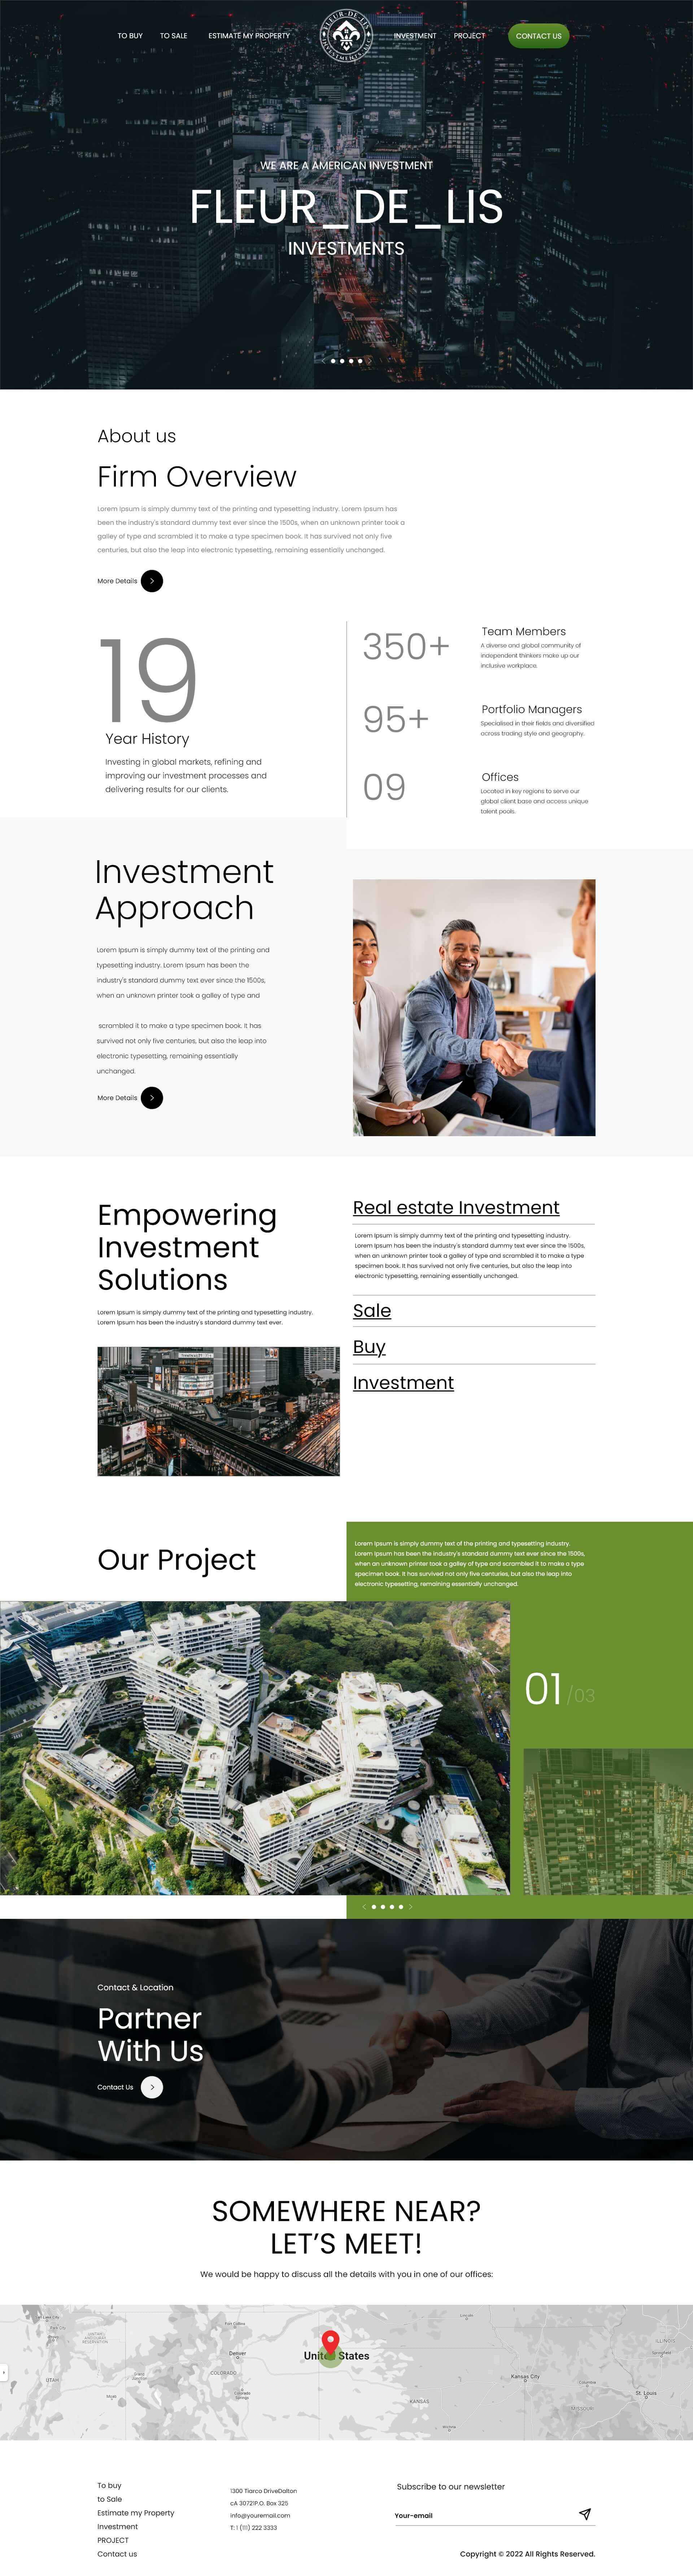 TO BUY TO SALE ESTIMATE MY PROPERTY INVESTMENT PROJECT CONTACT US
FLEUR-DE-LIS
INVESTMENTS
WE ARE A AMERICAN INVESTMENT
FLEUR_DE_LIS
INVESTMENTS
About us
Firm Overview
Lorem Ipsum is simply dummy text of the printing and typesetting industry. Lorem Ipsum has
been the industry's standard dummy text ever since the 1500s, when an unknown printer took a
galley of type and scrambled it to make a type specimen book. It has survived not only five
centuries, but also the leap into electronic typesetting, remaining essentially unchanged.
More Details
19
Year History
Investing in global markets, refining and
improving our investment processes and
delivering results for our clients.
350+
Team Members
A diverse and global community of
independent thinkers make up our
inclusive workplace.
95+
Portfolio Managers
Specialised in their fields and diversified
across trading style and geography.
09
Offices
Located in key regions to serve our
global client base and access unique
talent pools.
Investment
Approach
Lorem Ipsum is simply dummy text of the printing and
typesetting industry. Lorem Ipsum has been the
industry's standard dummy text ever since the 1500s,
when an unknown printer took a galley of type and
scrambled it to make a type specimen book. It has
survived not only five centuries, but also the leap into
electronic typesetting, remaining essentially
unchanged.
More Details
Empowering
Investment
Solutions
Lorem Ipsum is simply dummy text of the printing and typesetting industry.
Lorem Ipsum has been the industry's standard dummy text ever.
Real estate Investment
Lorem Ipsum is simply dummy text of the printing and typesetting industry.
Lorem Ipsum has been the industry's standard dummy text ever since the 1500s,
when an unknown printer took a galley of type and scrambled it to make a type
specimen book. It has survived not only five centuries, but also the leap into
electronic typesetting, remaining essentially unchanged.
Sale
Buy
Investment
Our Project
Lorem Ipsum is simply dummy text of the printing and typesetting industry.
Lorem Ipsum has been the industry's standard dummy text ever since the 1500s,
when an unknown printer took a galley of type and scrambled it to make a type
specimen book. It has survived not only five centuries, but also the leap into
electronic typesetting, remaining essentially unchanged.
01 /03
Contact & Location
Partner
With Us
Contact Us
SOMEWHERE NEAR?
LET'S MEET!
We would be happy to discuss all the details with you in one of our offices:
UTAH
Fort Collins
Denver
COLORADO
Colorado
Springs
United States
Lincoln
KANSAS
Wichita
Kansas City
Columbia
Missouri
ILLINOIS
Springfield
St. Louis
To buy
to Sale
Estimate my Property
Investment
PROJECT
Contact us
1300 Tiarco DriveDalton
cA 30721P.O. Box 325
info@youremail.com
T: 1 (111) 222 3333
Subscribe to our newsletter
Your-email
Copyright © 2022 All Rights Reserved.